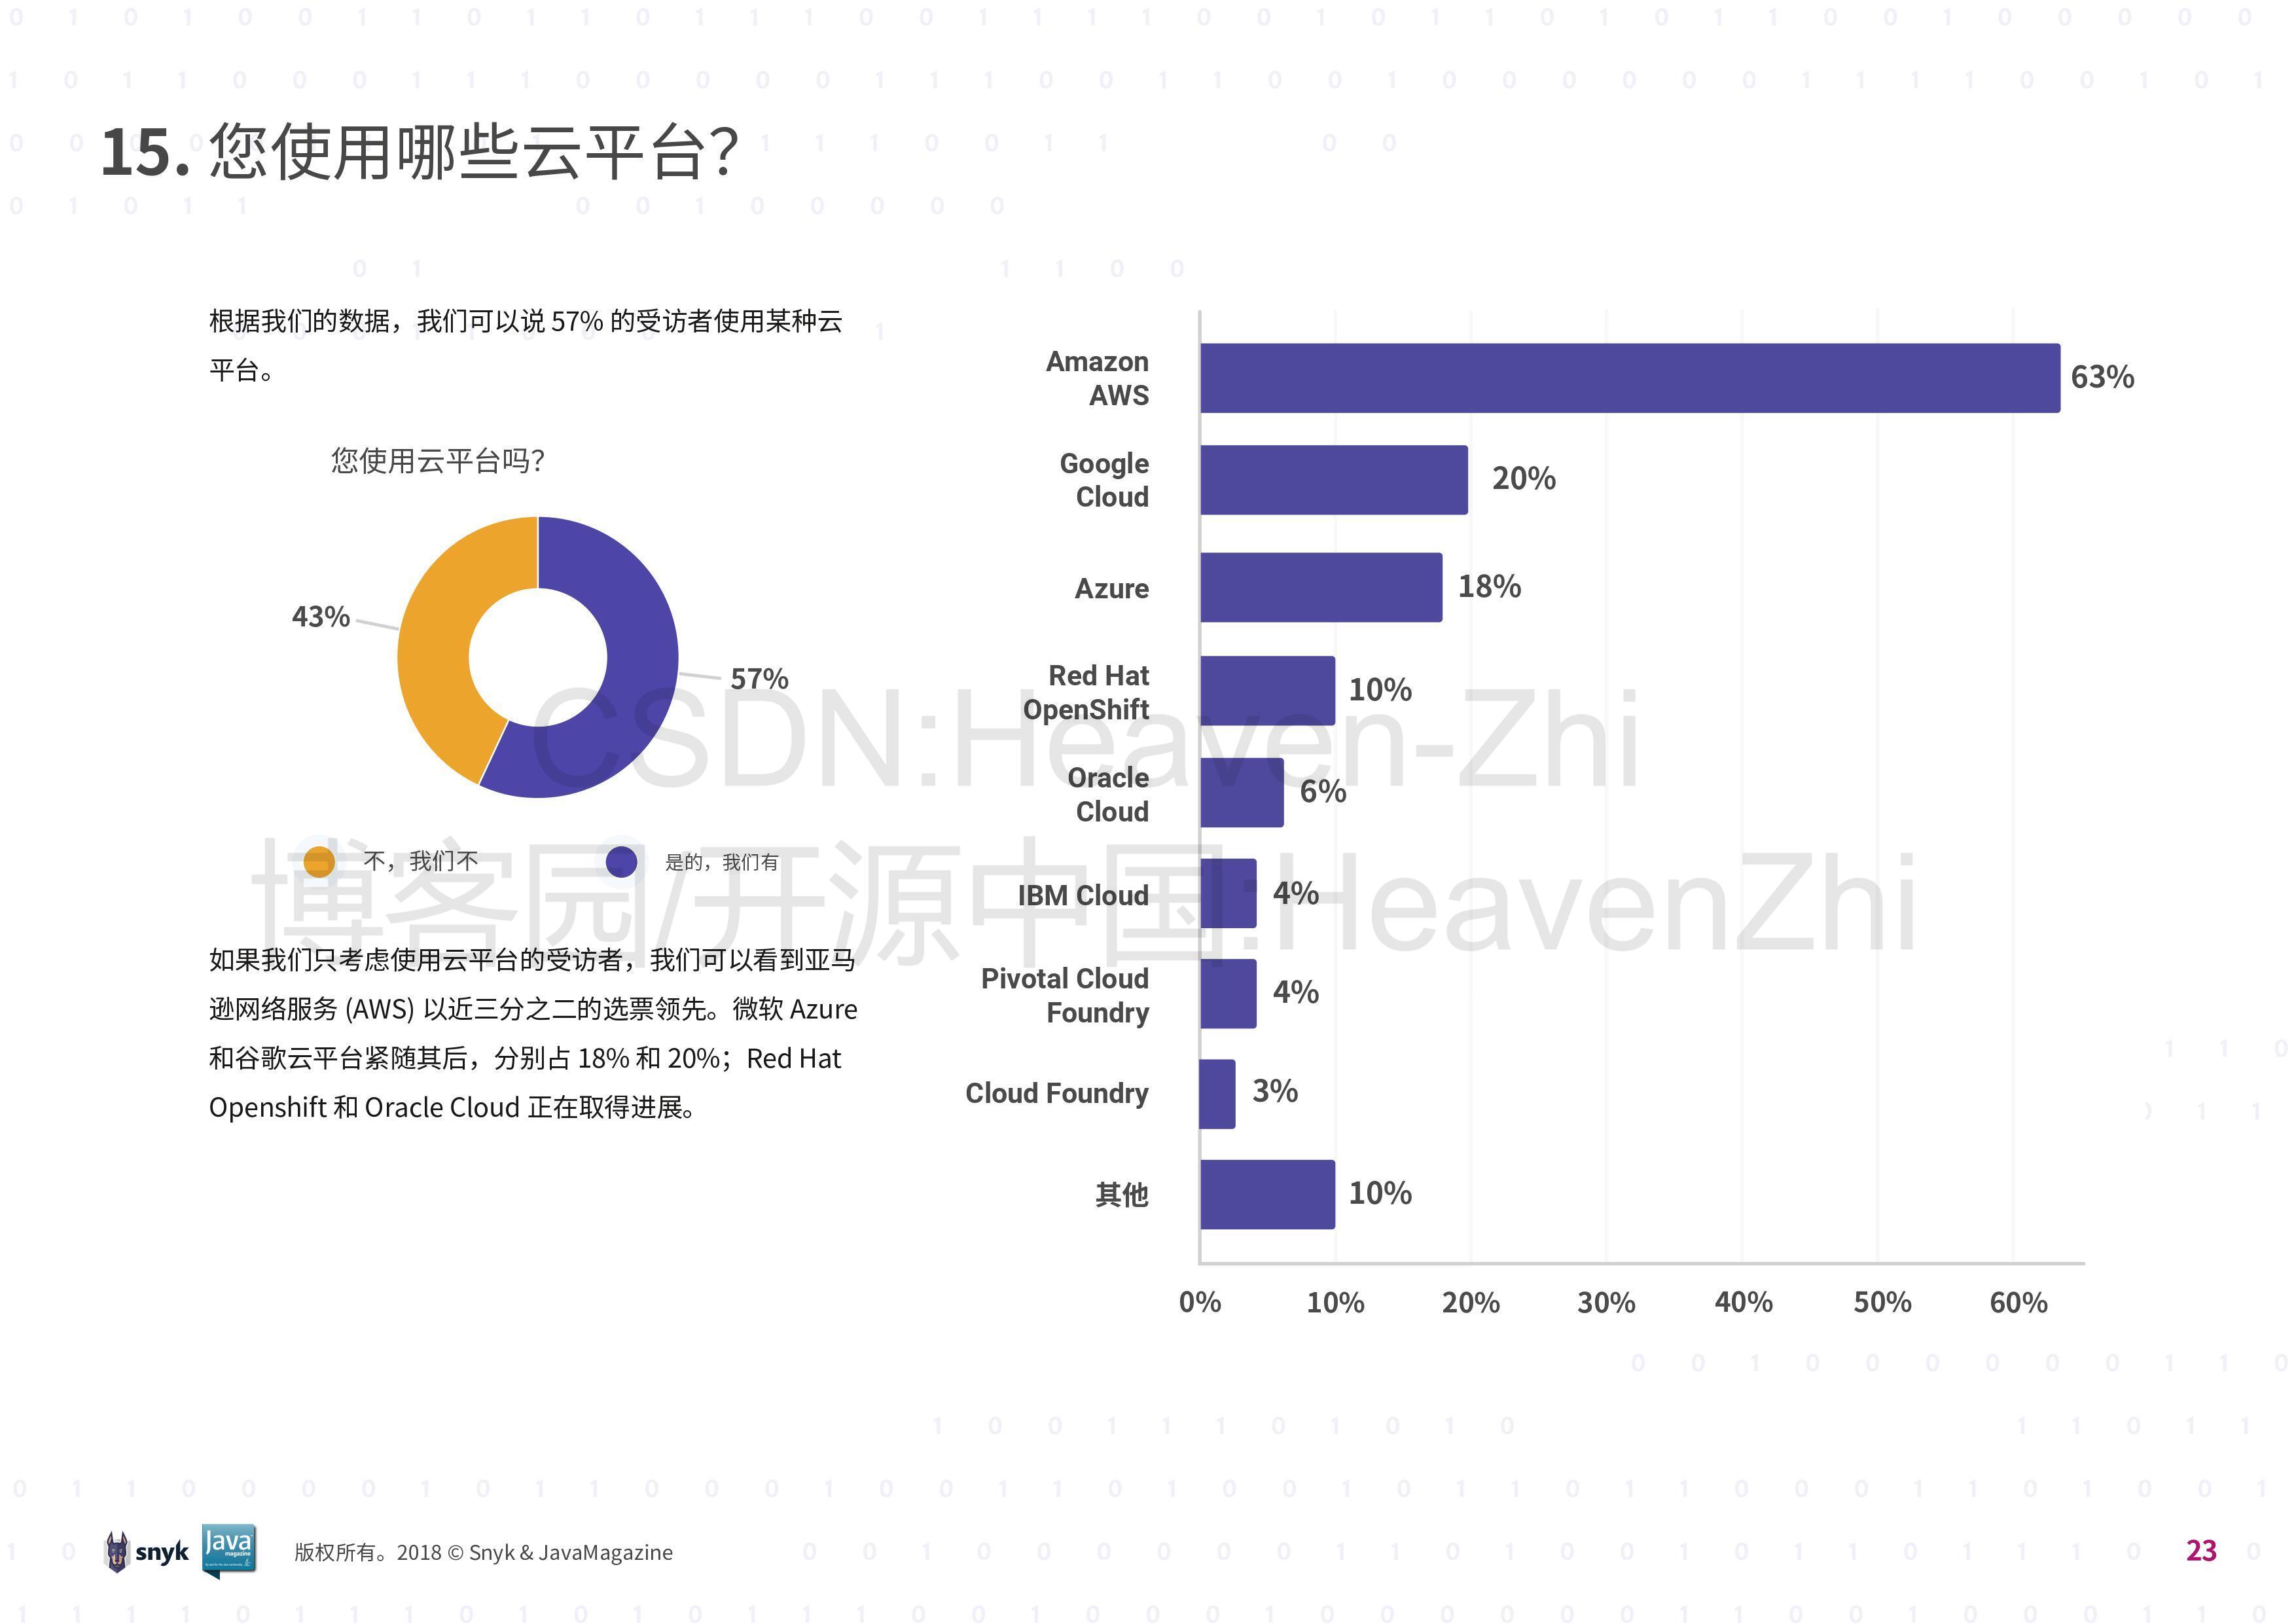 15. 您使用哪些云平台？
根据我们的数据，我们可以说 57% 的受访者使用某种云
平台。
您使用云平台吗？
43%
57%
不，我们不
是的，我们有
如果我们只考虑使用云平台的受访者，我们可以看到亚马
逊网络服务 (AWS) 以近三分之二的选票领先。微软 Azure
和谷歌云平台紧随其后，分别占 18% 和 20%；Red Hat
Openshift 和 Oracle Cloud 正在取得进展。
Amazon
AWS
63%
Google
Cloud
20%
Azure
18%
Red Hat
OpenShift
10%
Oracle
Cloud
6%
IBM Cloud
4%
Pivotal Cloud
Foundry
4%
Cloud Foundry
3%
其他
10%
0% 10% 20% 30% 40% 50% 60%
CSDN:Heaven-Zhi
博客园/开源中国:HeavenZhi
snyk
Java
magazine
版权所有。2018 © Snyk & JavaMagazine
23